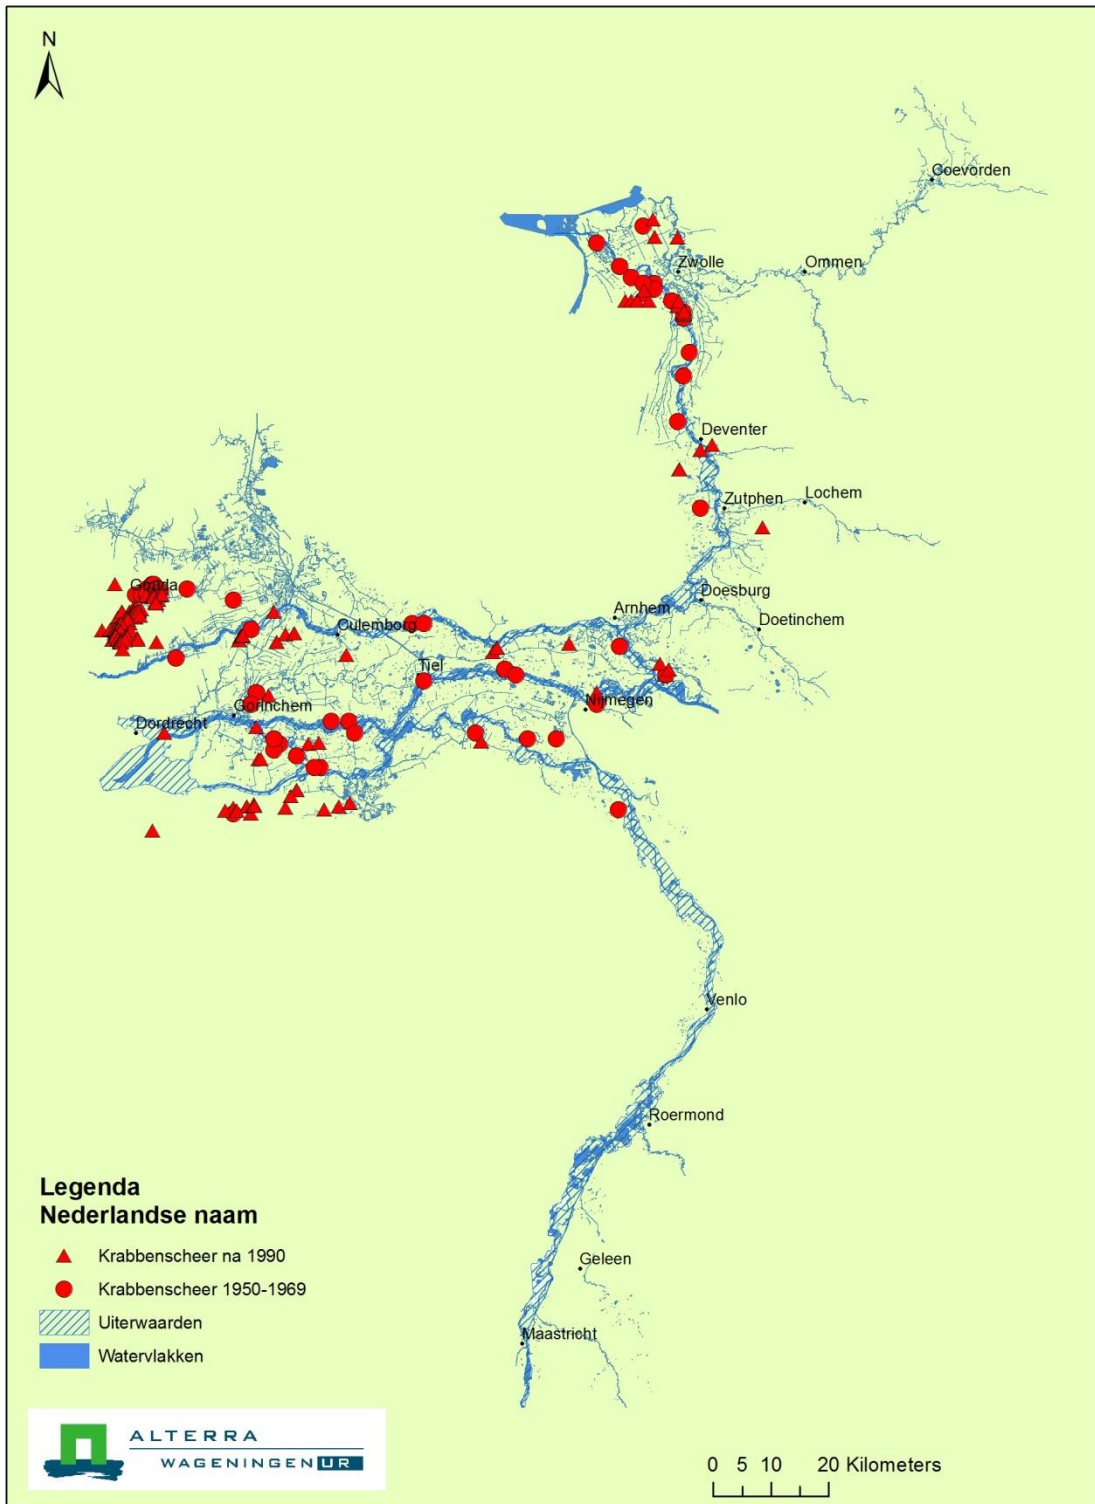 N
Coevorden
Zwolle
Ommen
Deventer
Zutphen
Lochem
Gouda
Doesburg
Arnhem
Culemborg
Doetinchem
Tiel
Nijmegen
Gorinchem
Dordrecht
Venlo
Roermond
Legenda
Nederlandse naam
Krabbenscheer na 1990
Krabbenscheer 1950-1969
Uiterwaarden
Watervlakken
Geleen
Maastricht
ALTERRA
WAGENINGEN UR
0 5 10 20 Kilometers